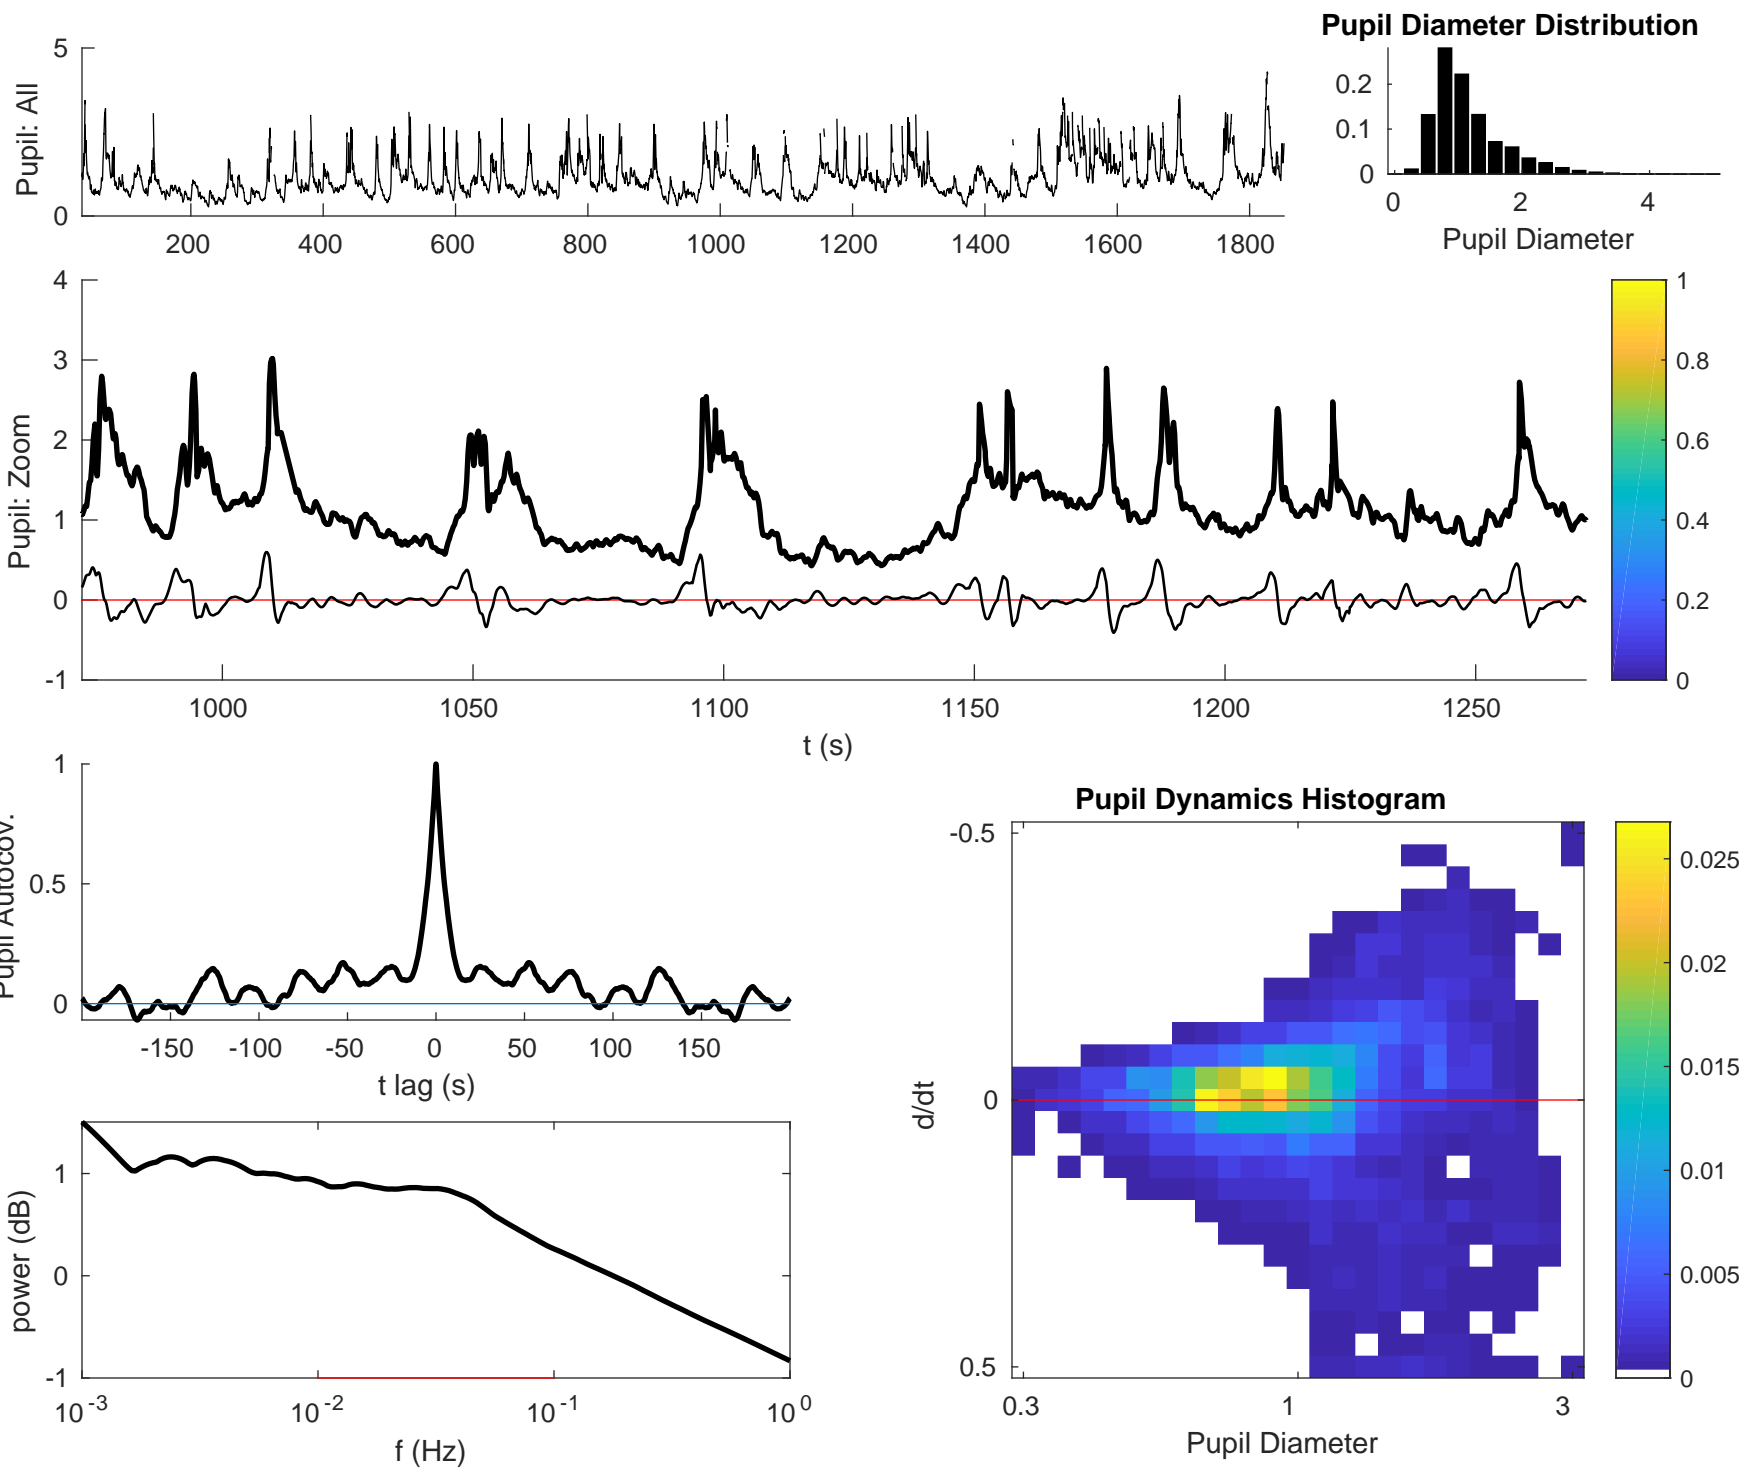 Pupil: All
5
0
200 400 600 800 1000 1200 1400 1600 1800
Pupil Diameter Distribution
0.2
0.1
0
0 2 4
Pupil Diameter
Pupil: Zoom
4
3
2
1
0
-1
1000 1050 1100 1150 1200 1250
t (s)
1
0.8
0.6
0.4
0.2
0
Pupil Autocov.
1
0.5
0
-150 -100 -50 0 50 100 150
t lag (s)
power (dB)
1
0
-1
10-3 10-2 10-1 100
f (Hz)
Pupil Dynamics Histogram
d/dt
-0.5
0
0.5
0.3 1 3
Pupil Diameter
0.025
0.02
0.015
0.01
0.005
0